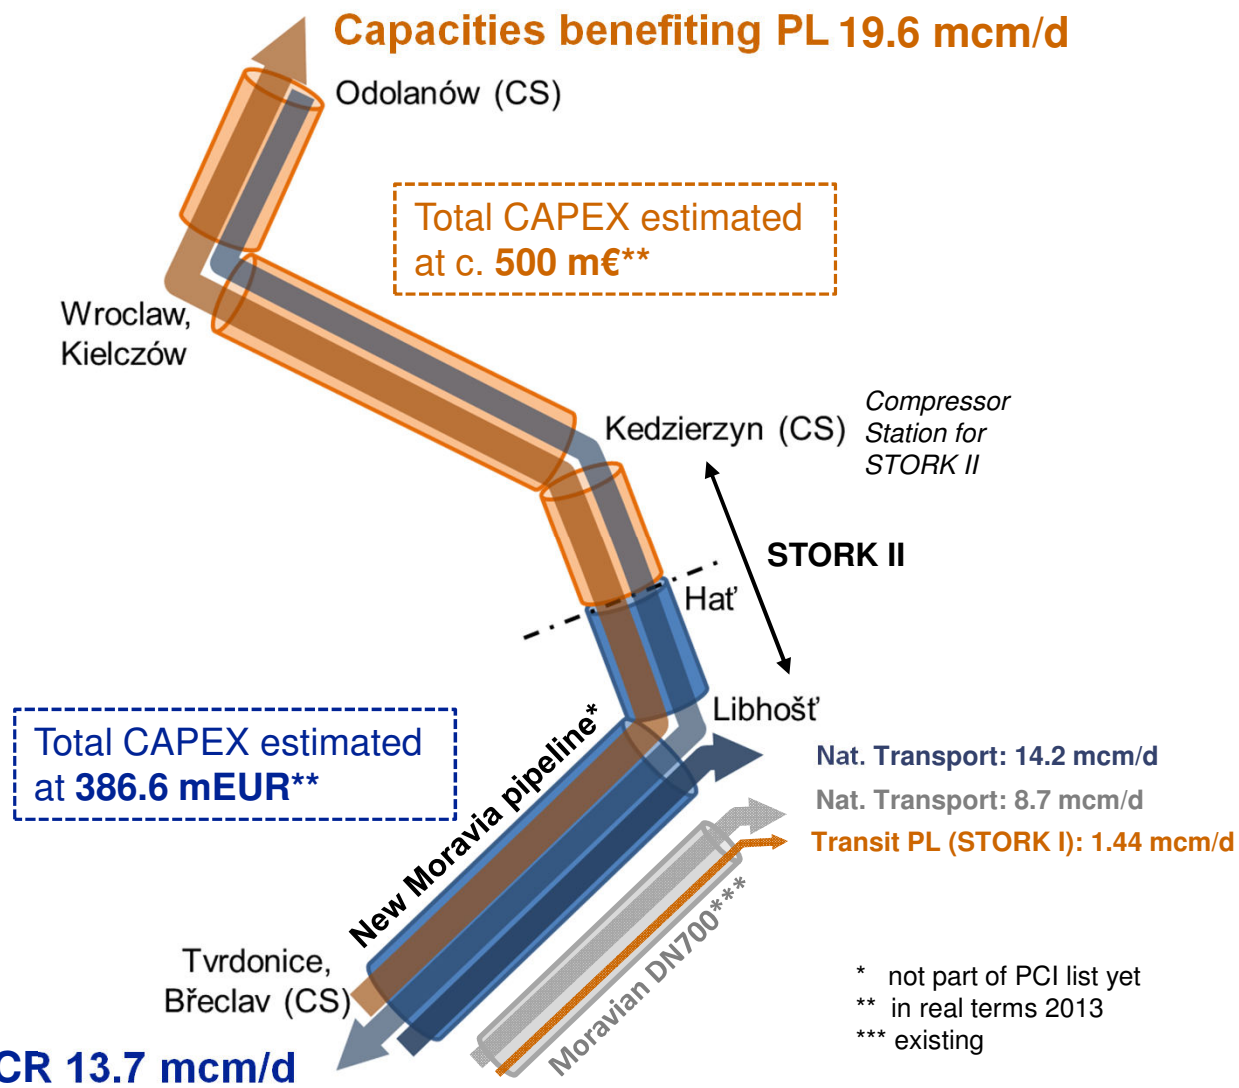 Capacities benefiting PL 19.6 mcm/d
Odolanów (CS)
Total CAPEX estimated
at c. 500 m€**
Wroclaw,
Kielczów
Kedzierzyn (CS)
Compressor
Station for
STORK II
STORK II
Hať
Libhošť
Total CAPEX estimated
at 386.6 mEUR**
New Moravia pipeline*
Nat. Transport: 14.2 mcm/d
Nat. Transport: 8.7 mcm/d
Transit PL (STORK I): 1.44 mcm/d
Moravian DN700***
Tvrdonice,
Břeclav (CS)
* not part of PCI list yet
** in real terms 2013
*** existing
CR 13.7 mcm/d